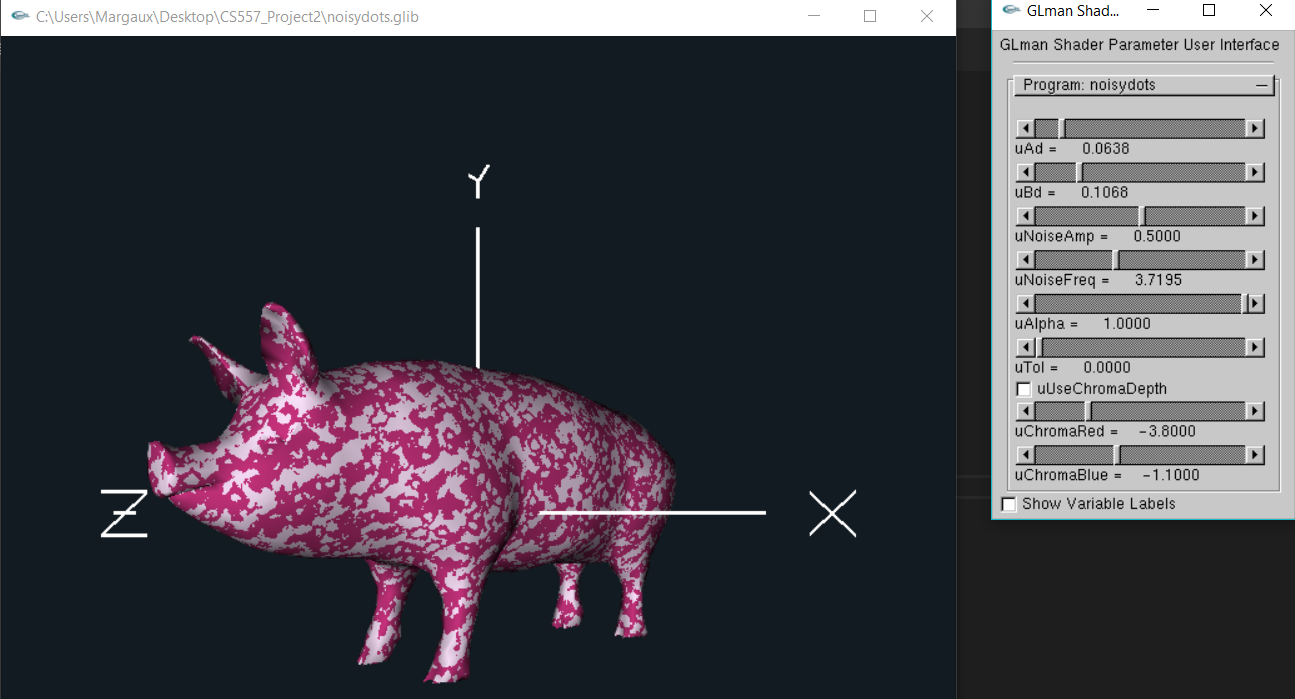 C:\Users\Margaux\Desktop\CS557_Project2\noisydots.glib
Y
Z
X
GLman Shad...
GLman Shader Parameter User Interface
Program: noisydots
uAd = 0.0638
uBd = 0.1068
uNoiseAmp = 0.5000
uNoiseFreq = 3.7195
uAlpha = 1.0000
uTol = 0.0000
uUseChromaDepth
uChromaRed = -3.8000
uChromaBlue = -1.1000
Show Variable Labels